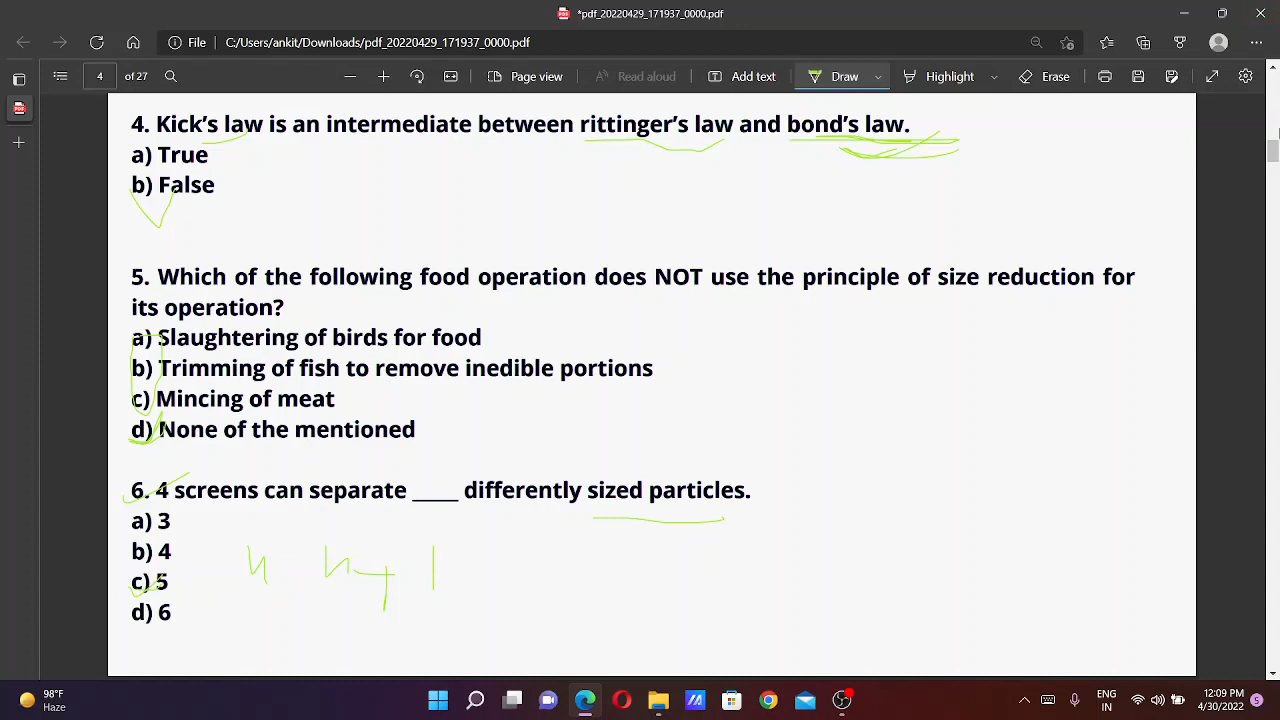 *pdf_20220429_171937_0000.pdf
File C:/Users/ankit/Downloads/pdf_20220429_171937_0000.pdf
4 of 27 Page view Read aloud Add text Draw Highlight Erase
4. Kick's law is an intermediate between rittinger's law and bond's law.
a) True
b) False
5. Which of the following food operation does NOT use the principle of size reduction for
its operation?
a) Slaughtering of birds for food
b) Trimming of fish to remove inedible portions
c) Mincing of meat
d) None of the mentioned
6. 4 screens can separate _____ differently sized particles.
a) 3
b) 4
c) 5
n n+1
d) 6
98°F
Haze
ENG
IN
12:09 PM
4/30/2022
S